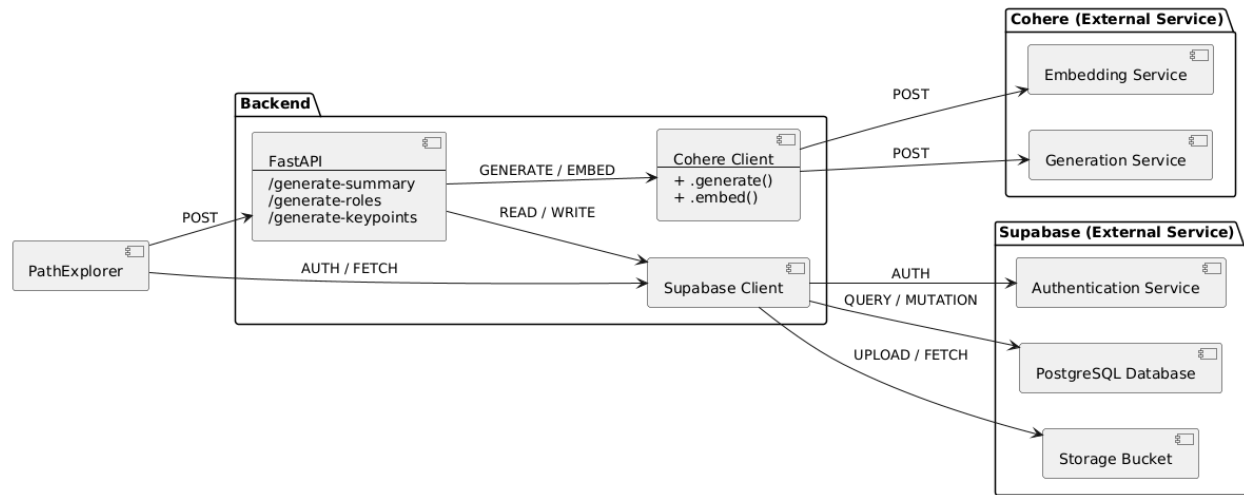 Cohere (External Service)
Embedding Service
POST
Generation Service
POST
Backend
FastAPI
/generate-summary
/generate-roles
/generate-keypoints
GENERATE / EMBED
Cohere Client
+ .generate()
+ .embed()
READ / WRITE
POST
PathExplorer
AUTH / FETCH
Supabase Client
Supabase (External Service)
AUTH
Authentication Service
QUERY / MUTATION
PostgreSQL Database
UPLOAD / FETCH
Storage Bucket